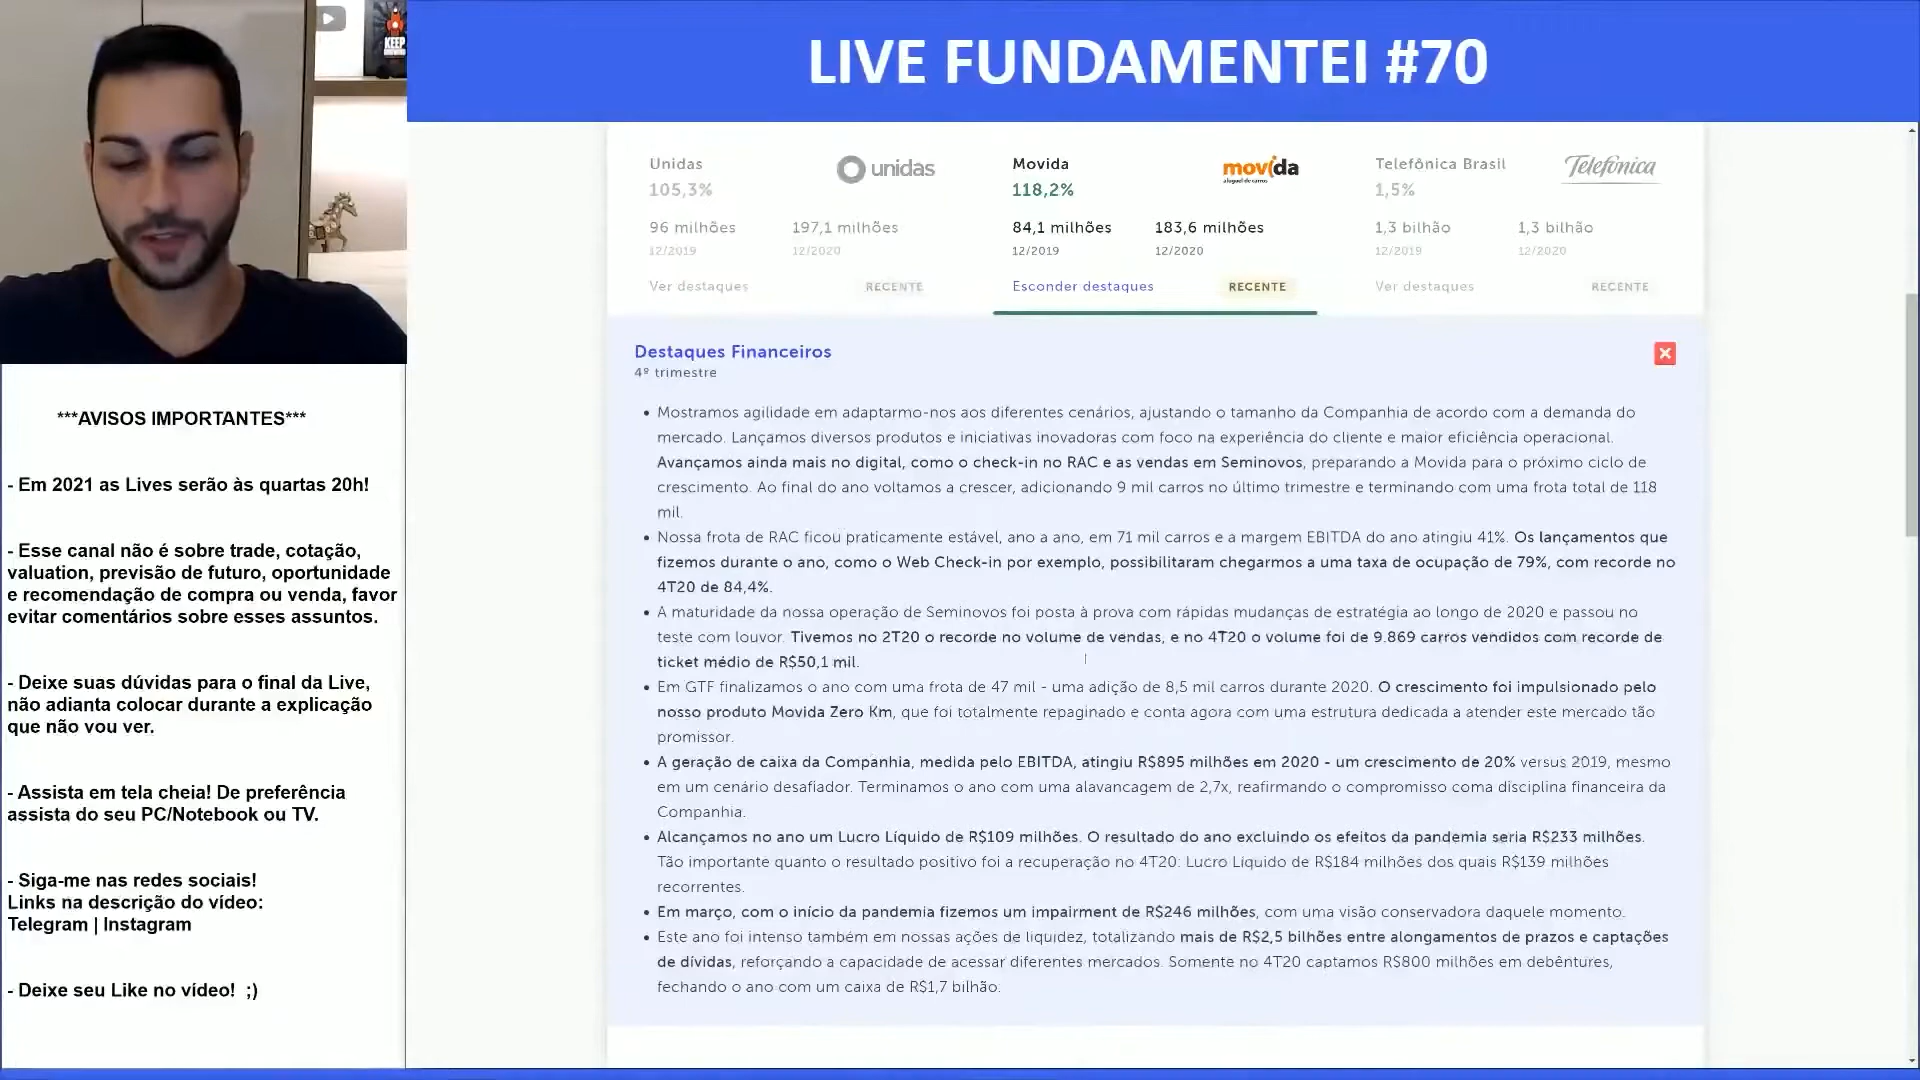 KEEP
LIVE FUNDAMENTEI #70
Unidas
105,3%
unidas
96 milhões
197,1 milhões
12/2019
12/2020
Ver destaques
RECENTE
Movida
118,2%
movida
aluguel de carros
84,1 milhões
183,6 milhões
12/2019
12/2020
Esconder destaques
RECENTE
Telefônica Brasil
1,5%
Telefónica
1,3 bilhão
1,3 bilhão
12/2019
12/2020
Ver destaques
RECENTE
Destaques Financeiros
4º trimestre
• Mostramos agilidade em adaptarmo-nos aos diferentes cenários, ajustando o tamanho da Companhia de acordo com a demanda do
mercado. Lançamos diversos produtos e iniciativas inovadoras com foco na experiência do cliente e maior eficiência operacional.
Avançamos ainda mais no digital, como o check-in no RAC e as vendas em Seminovos, preparando a Movida para o próximo ciclo de
crescimento. Ao final do ano voltamos a crescer, adicionando 9 mil carros no último trimestre e terminando com uma frota total de 118
mil.
• Nossa frota de RAC ficou praticamente estável, ano a ano, em 71 mil carros e a margem EBITDA do ano atingiu 41%. Os lançamentos que
fizemos durante o ano, como o Web Check-in por exemplo, possibilitaram chegarmos a uma taxa de ocupação de 79%, com recorde no
4T20 de 84,4%.
• A maturidade da nossa operação de Seminovos foi posta à prova com rápidas mudanças de estratégia ao longo de 2020 e passou no
teste com louvor. Tivemos no 2T20 o recorde no volume de vendas, e no 4T20 o volume foi de 9.869 carros vendidos com recorde de
ticket médio de R$50,1 mil.
• Em GTF finalizamos o ano com uma frota de 47 mil - uma adição de 8,5 mil carros durante 2020. O crescimento foi impulsionado pelo
nosso produto Movida Zero Km, que foi totalmente repaginado e conta agora com uma estrutura dedicada a atender este mercado tão
promissor.
• A geração de caixa da Companhia, medida pelo EBITDA, atingiu R$895 milhões em 2020 - um crescimento de 20% versus 2019, mesmo
em um cenário desafiador. Terminamos o ano com uma alavancagem de 2,7x, reafirmando o compromisso coma disciplina financeira da
Companhia.
• Alcançamos no ano um Lucro Líquido de R$109 milhões. O resultado do ano excluindo os efeitos da pandemia seria R$233 milhões.
Tão importante quanto o resultado positivo foi a recuperação no 4T20: Lucro Líquido de R$184 milhões dos quais R$139 milhões
recorrentes.
• Em março, com o início da pandemia fizemos um impairment de R$246 milhões, com uma visão conservadora daquele momento.
• Este ano foi intenso também em nossas ações de liquidez, totalizando mais de R$2,5 bilhões entre alongamentos de prazos e captações
de dívidas, reforçando a capacidade de acessar diferentes mercados. Somente no 4T20 captamos R$800 milhões em debêntures,
fechando o ano com um caixa de R$1,7 bilhão.
***AVISOS IMPORTANTES***
- Em 2021 as Lives serão às quartas 20h!
- Esse canal não é sobre trade, cotação,
valuation, previsão de futuro, oportunidade
e recomendação de compra ou venda, favor
evitar comentários sobre esses assuntos.
- Deixe suas dúvidas para o final da Live,
não adianta colocar durante a explicação
que não vou ver.
- Assista em tela cheia! De preferência
assista do seu PC/Notebook ou TV.
- Siga-me nas redes sociais!
Links na descrição do vídeo:
Telegram | Instagram
- Deixe seu Like no vídeo! ;)